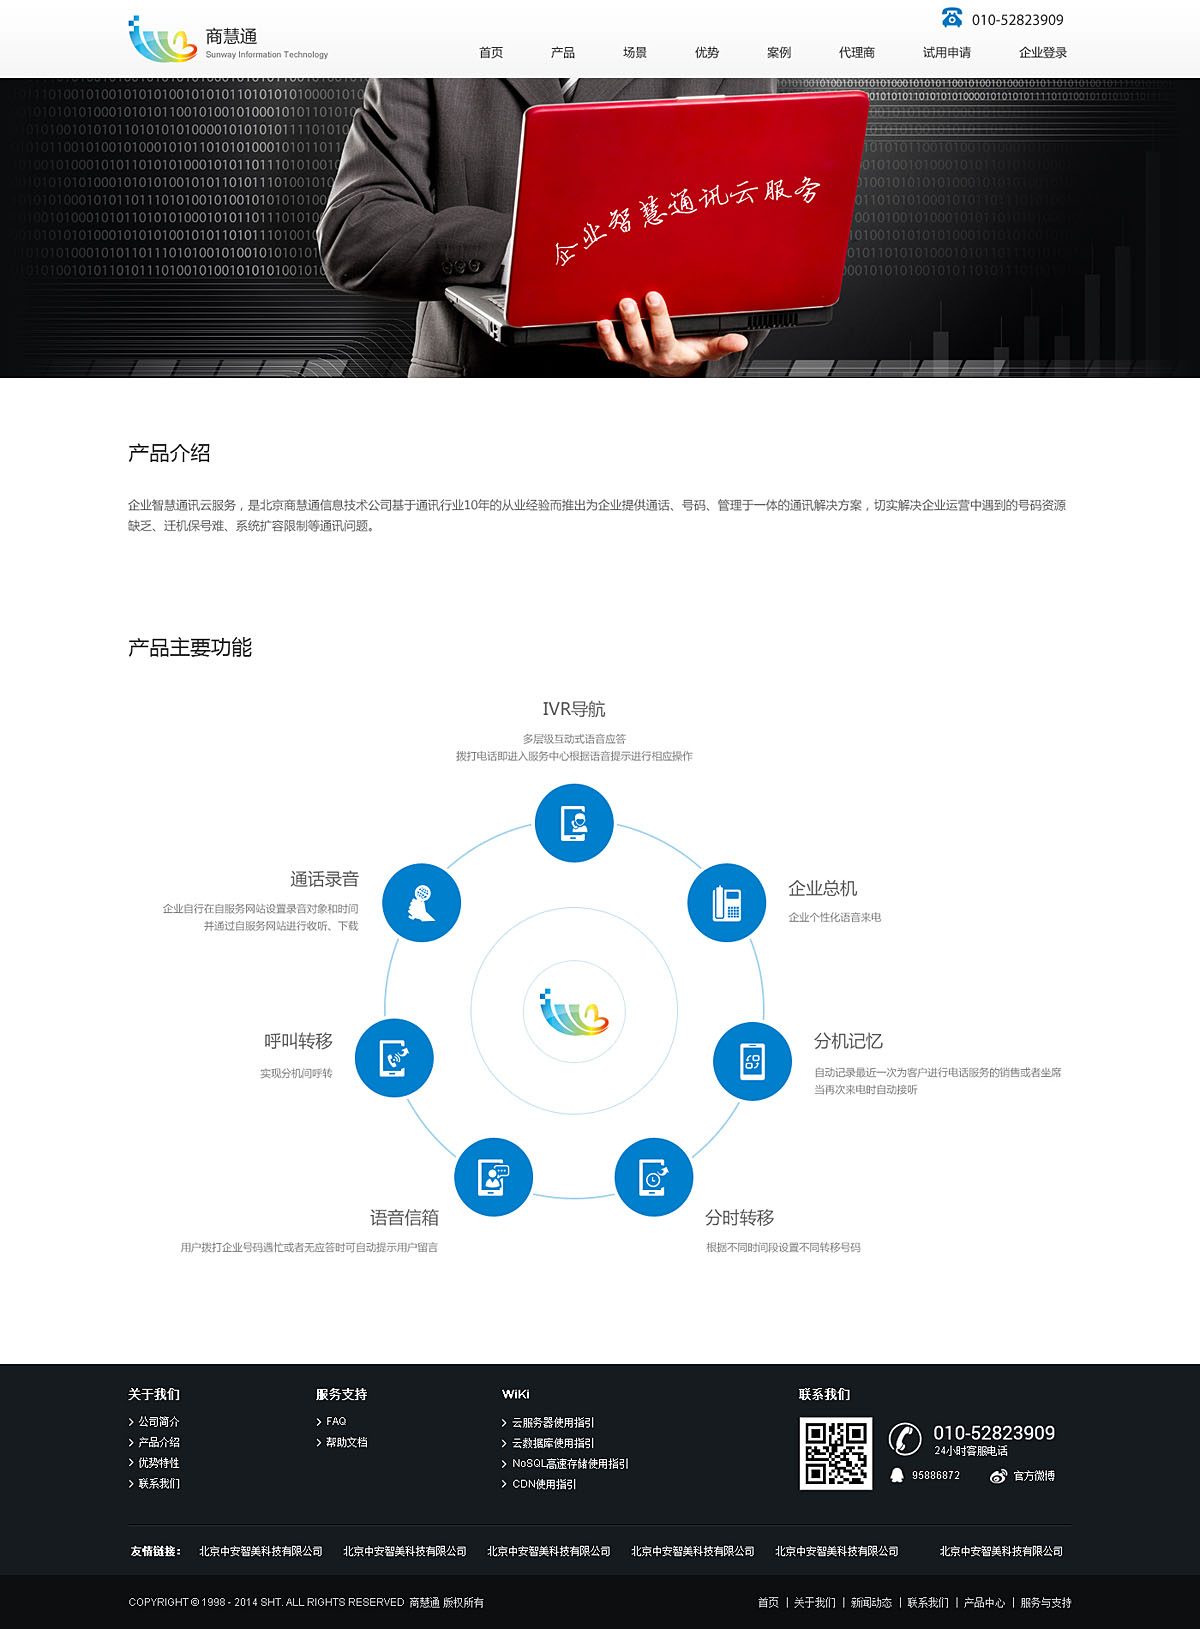 010-52823909
商慧通
Sunway Information Technology
首页 产品 场景 优势 案例 代理商 试用申请 企业登录
企业智慧通讯云服务
产品介绍
企业智慧通讯云服务，是北京商慧通信息技术公司基于通讯行业10年的从业经验而推出为企业提供通话、号码、管理于一体的通讯解决方案，切实解决企业运营中遇到的号码资源
缺乏、迁机保号难、系统扩容限制等通讯问题。
产品主要功能
IVR导航
多层级互动式语音应答
拨打电话即进入服务中心根据语音提示进行相应操作
通话录音
企业自行在自服务网站设置录音对象和时间
并通过自服务网站进行收听、下载
企业总机
企业个性化语音来电
呼叫转移
实现分机间呼转
分机记忆
自动记录最近一次为客户进行电话服务的销售或者坐席
当再次来电时自动接听
语音信箱
用户拨打企业号码遇忙或者无应答时可自动提示用户留言
分时转移
根据不同时间段设置不同转移号码
关于我们 服务支持 WiKi 联系我们
公司简介 FAQ 云服务器使用指引
产品介绍 帮助文档 云数据库使用指引
优势特性 NoSQL高速存储使用指引
联系我们 CDN使用指引
010-52823909
24小时客服电话
95886872 官方微博
友情链接： 北京中安智美科技有限公司 北京中安智美科技有限公司 北京中安智美科技有限公司 北京中安智美科技有限公司 北京中安智美科技有限公司 北京中安智美科技有限公司
COPYRIGHT © 1998 - 2014 SHT. ALL RIGHTS RESERVED 商慧通 版权所有
首页 | 关于我们 | 新闻动态 | 联系我们 | 产品中心 | 服务与支持